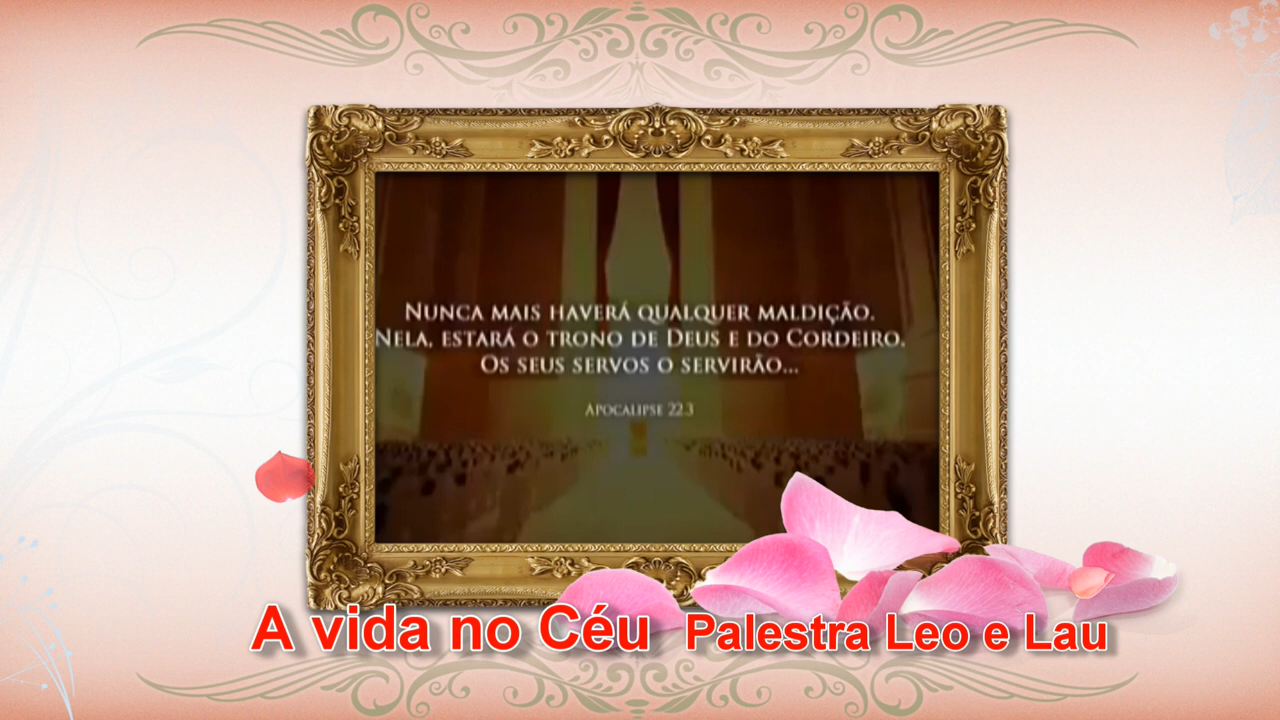 Nunca mais haverá qualquer maldição.
Nela, estará o trono de Deus e do Cordeiro.
Os seus servos o servirão...
Apocalipse 22.3
A vida no Céu Palestra Leo e Lau